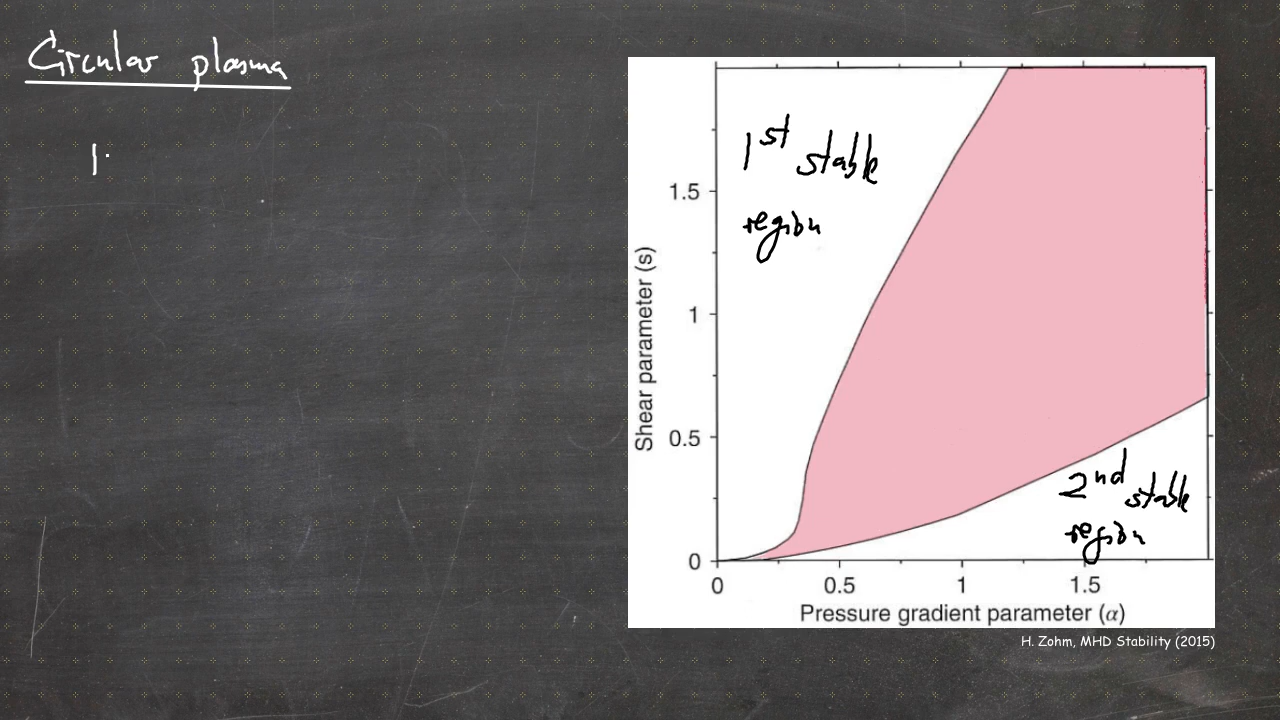 Circular plasma
1.
1st stable
region
1.5
1
0.5
0
Shear parameter (s)
2nd stable
region
0 0.5 1 1.5
Pressure gradient parameter (α)
H. Zohm, MHD Stability (2015)